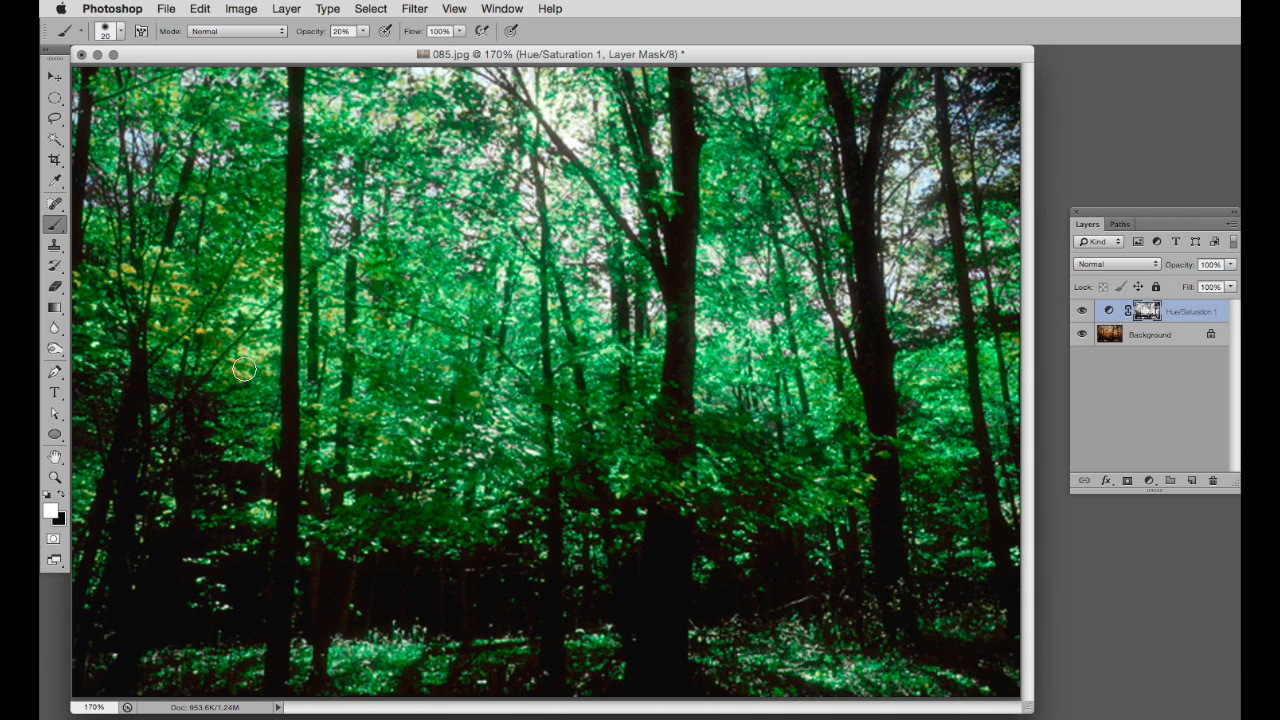 Photoshop File Edit Image Layer Type Select Filter View Window Help
20 Mode: Normal Opacity: 20% Flow: 100%
085.jpg @ 170% (Hue/Saturation 1, Layer Mask/8) *
Layers Paths
Kind T
Normal Opacity: 100%
Lock: Fill: 100%
Hue/Saturation 1
Background
T
fx
170% Doc: 953.6K/1.24M